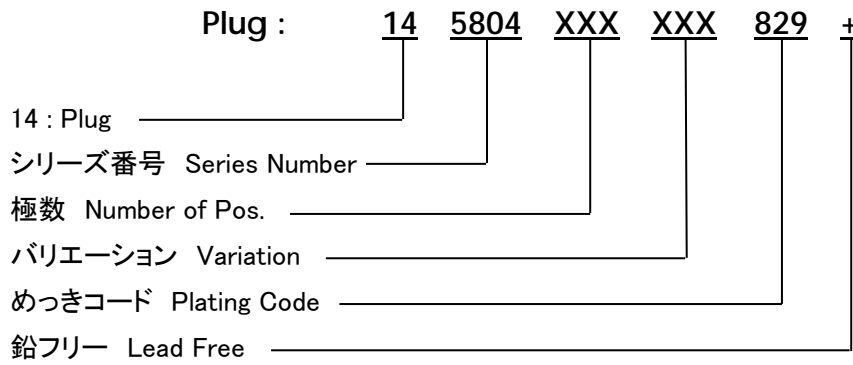 Plug : 14 5804 XXX XXX 829 +
14 : Plug
シリーズ番号 Series Number
極数 Number of Pos.
バリエーション Variation
めっきコード Plating Code
鉛フリー Lead Free